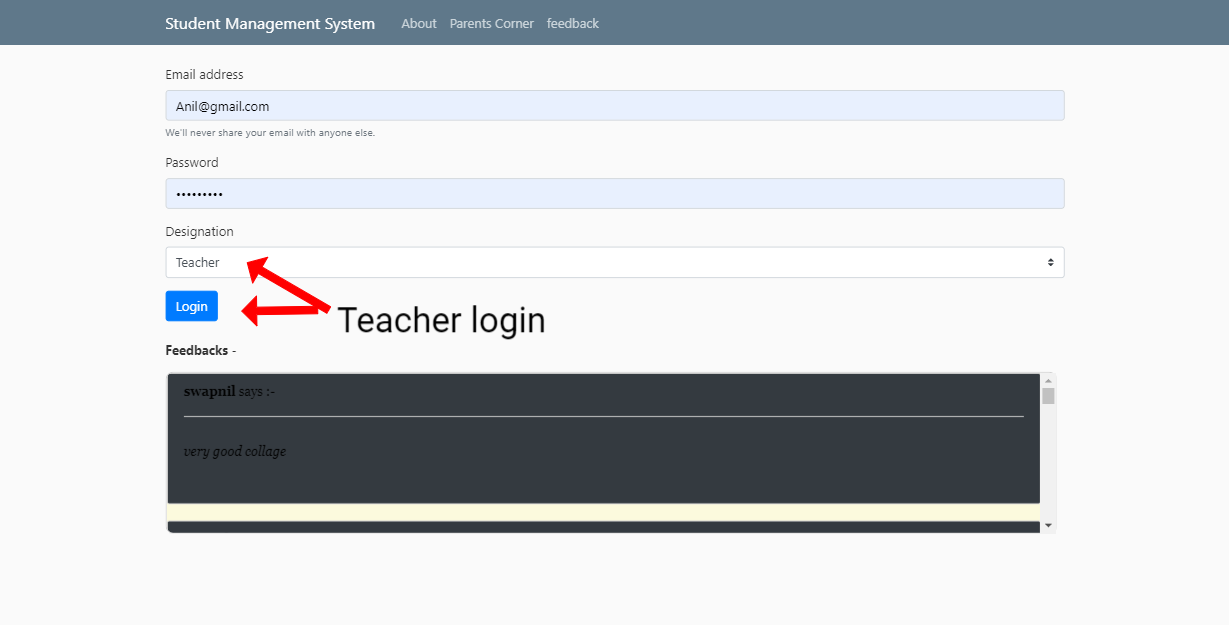 Student Management System About Parents Corner feedback
Email address
Anil@gmail.com
We'll never share your email with anyone else.
Password
•••••••••
Designation
Teacher
Login
Teacher login
Feedbacks -
swapnil says :-
very good collage